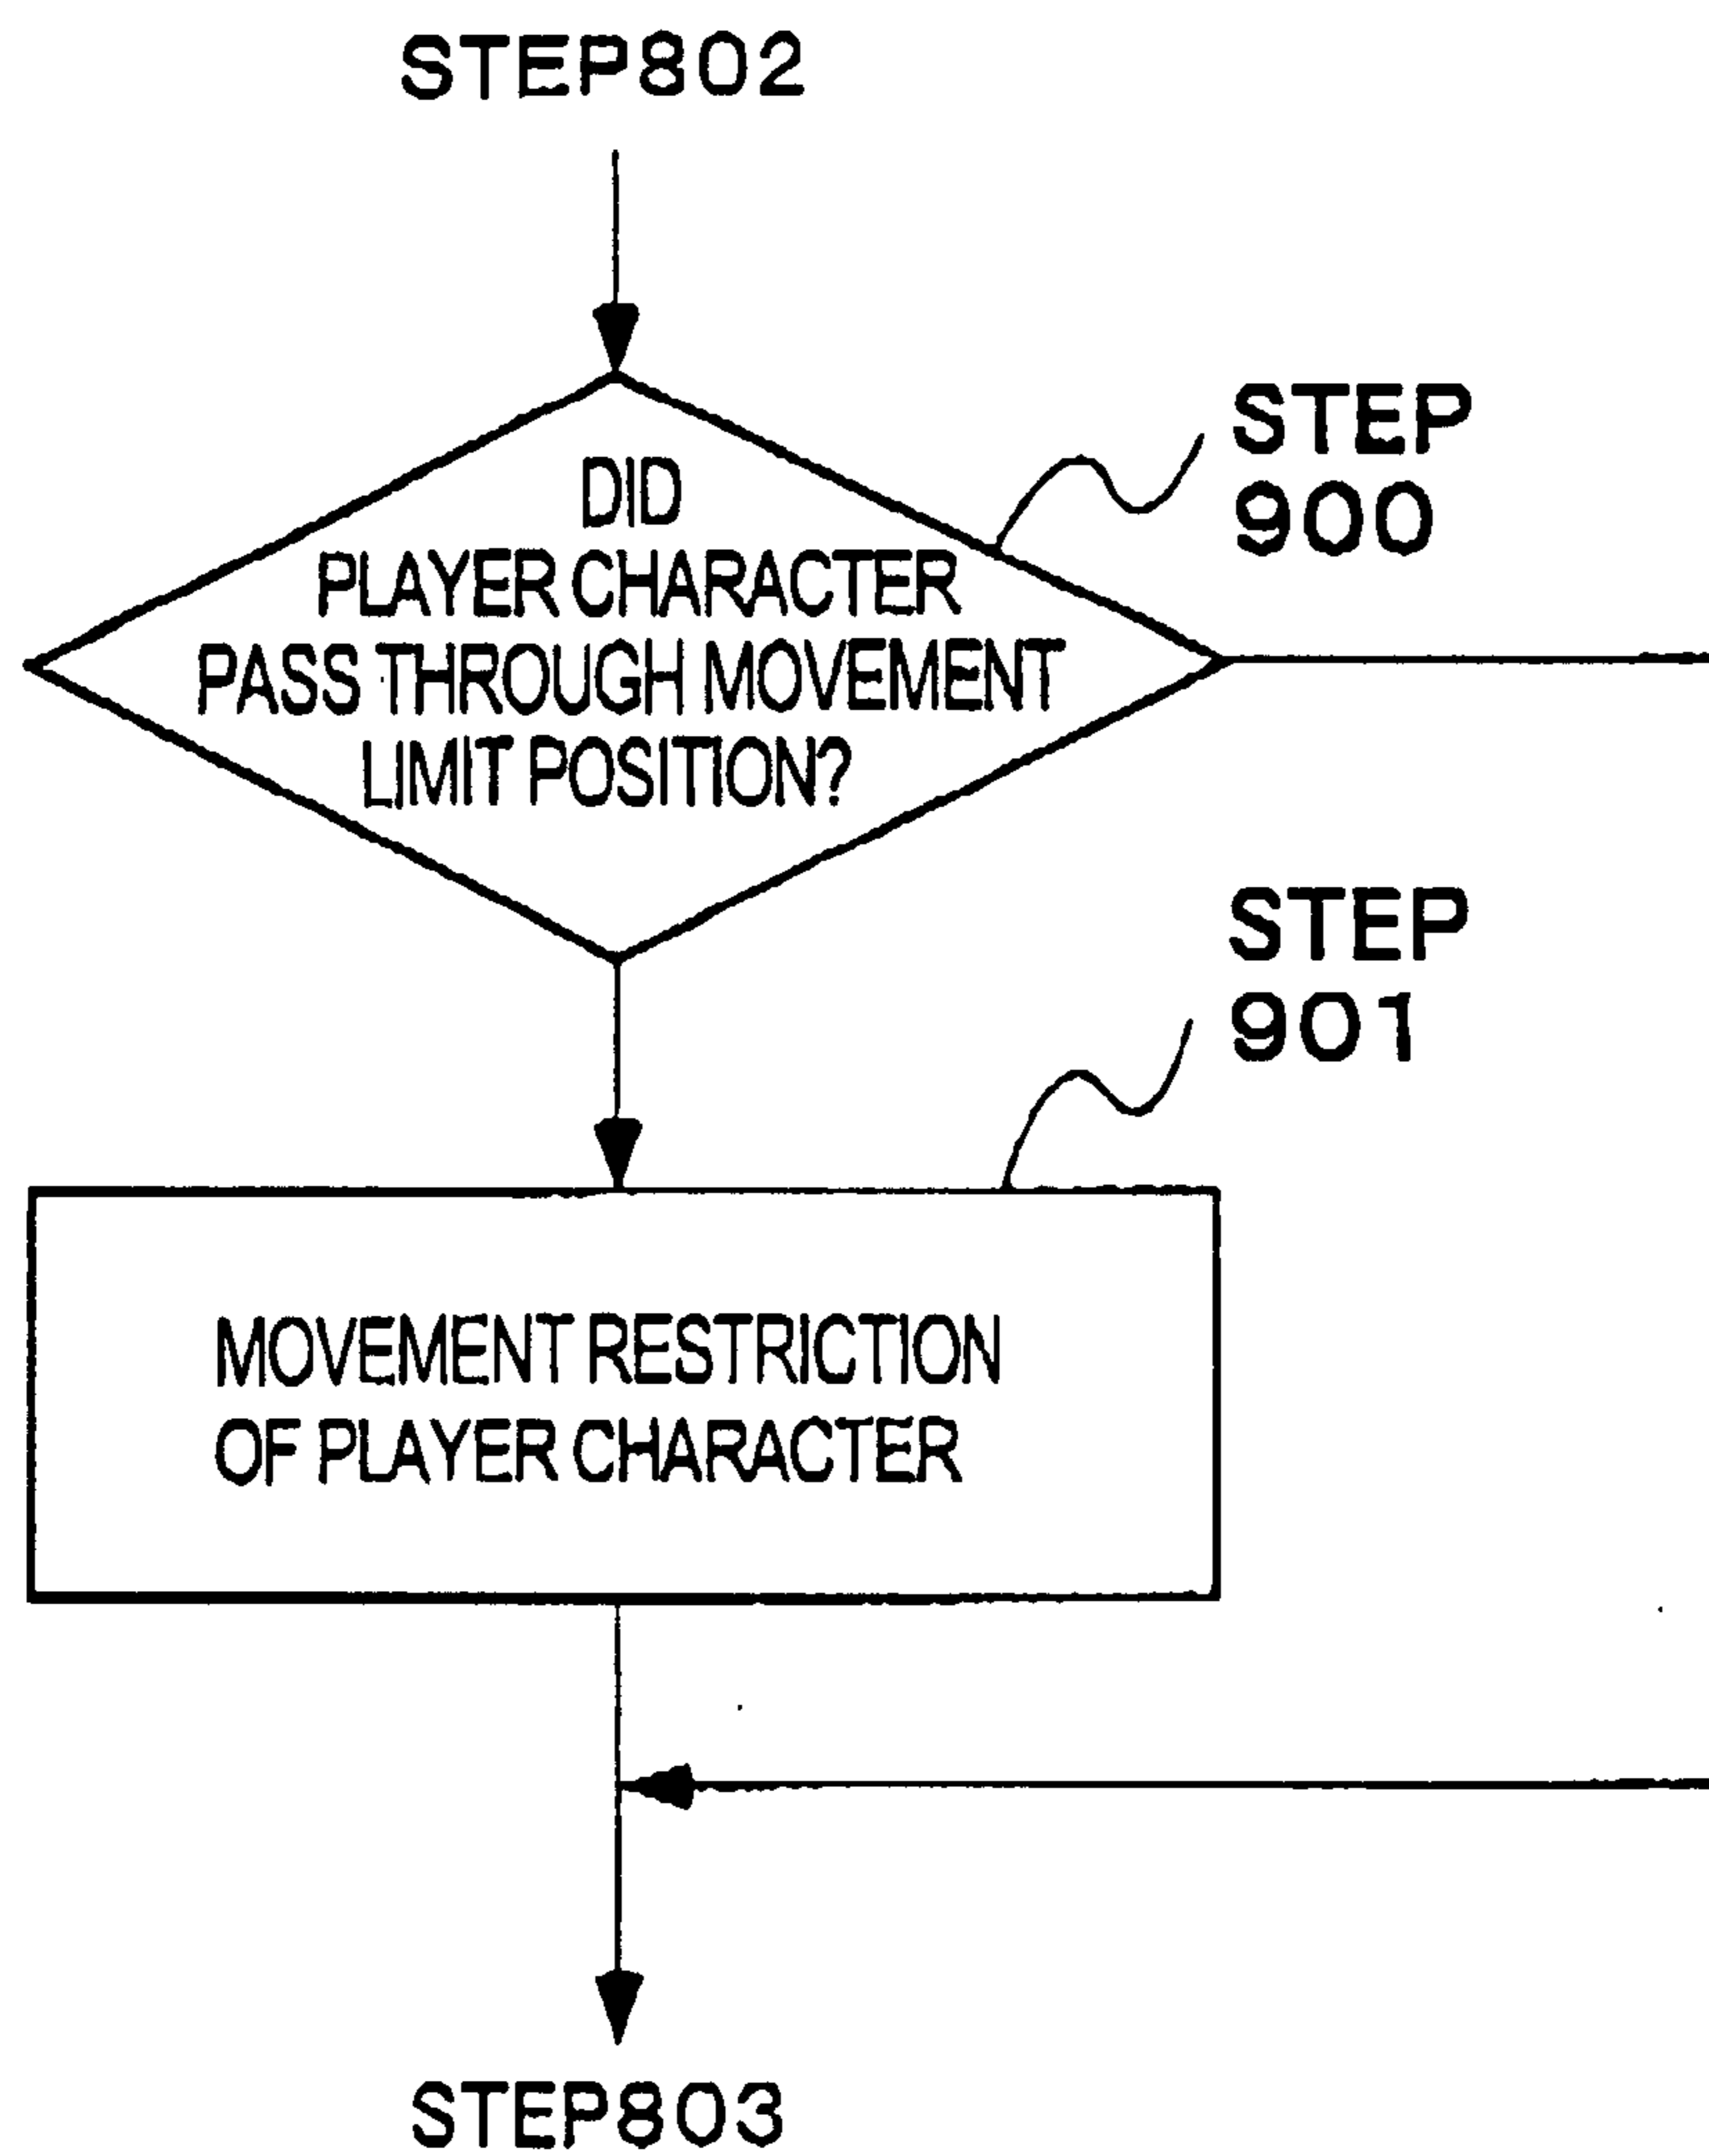 STEP802
DID
PLAYER CHARACTER
PASS THROUGH MOVEMENT
LIMIT POSITION?
STEP
900
STEP
901
MOVEMENT RESTRICTION
OF PLAYER CHARACTER
STEP803